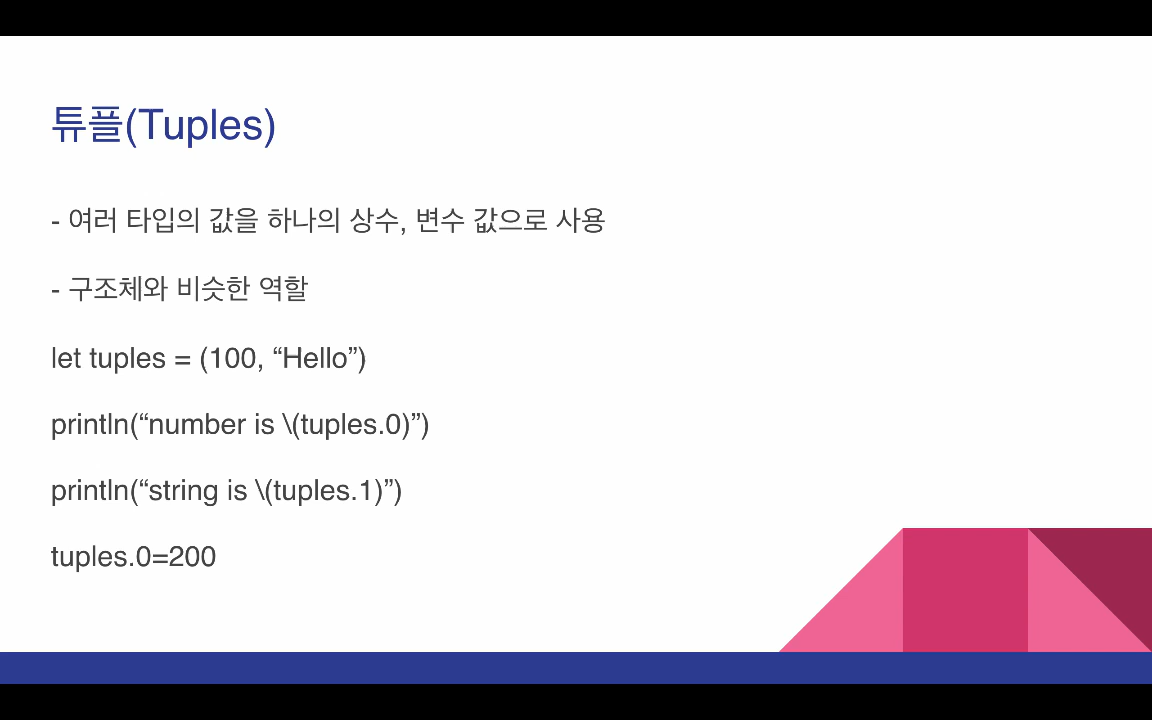 튜플(Tuples)
- 여러 타입의 값을 하나의 상수, 변수 값으로 사용
- 구조체와 비슷한 역할
let tuples = (100, “Hello”)
println(“number is \(tuples.0)”)
println(“string is \(tuples.1)”)
tuples.0=200